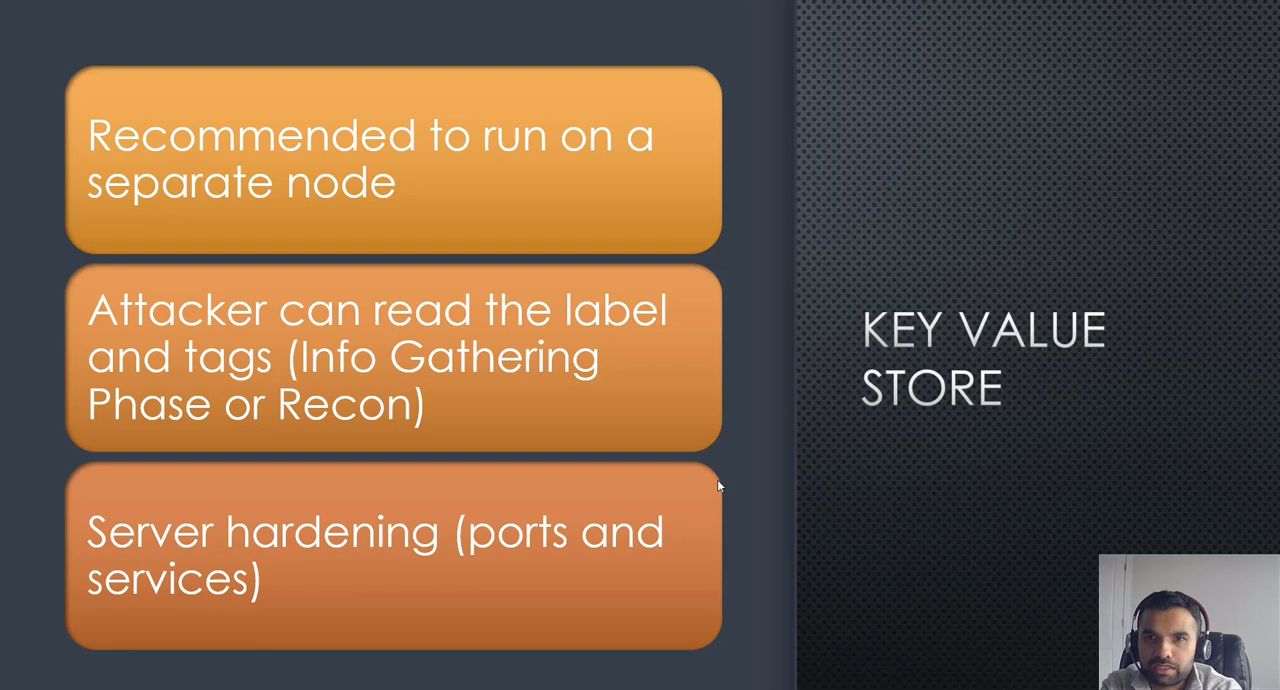 Recommended to run on a
separate node
Attacker can read the label
and tags (Info Gathering
Phase or Recon)
Server hardening (ports and
services)
KEY VALUE
STORE